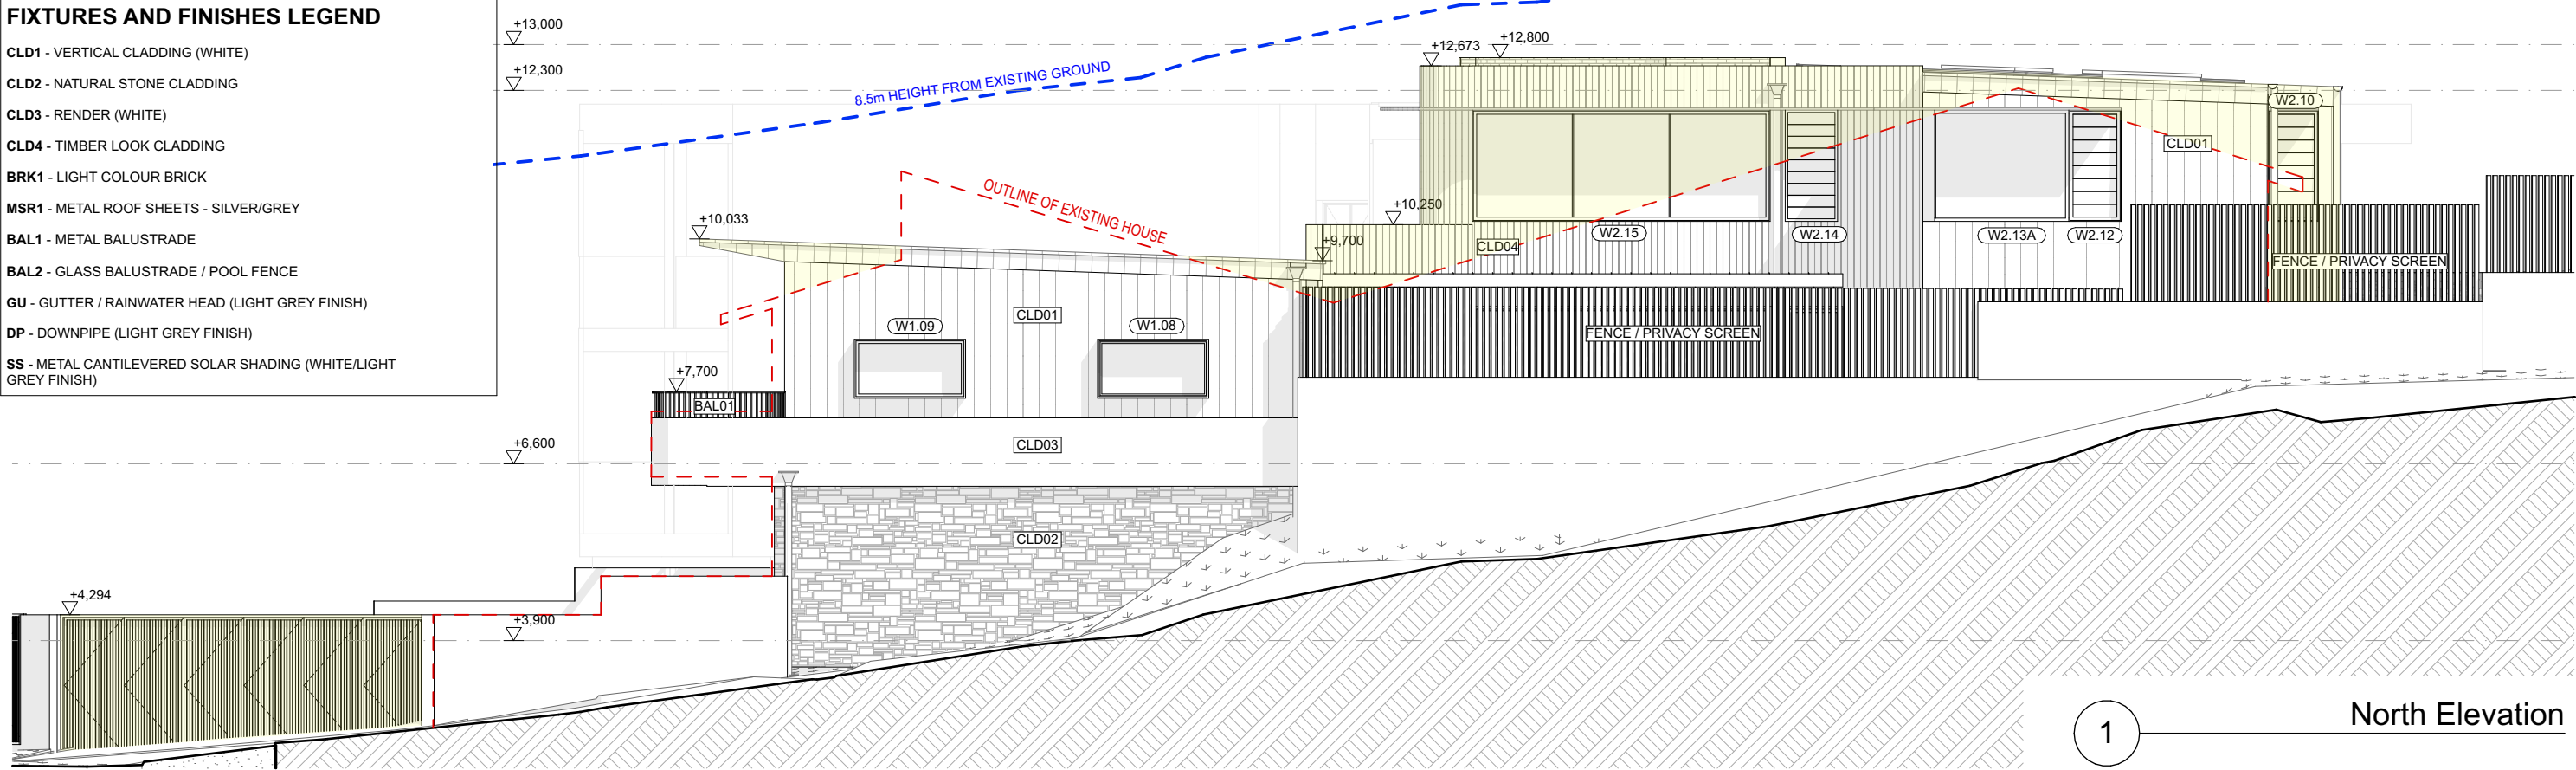 FIXTURES AND FINISHES LEGEND
CLD1 - VERTICAL CLADDING (WHITE)
CLD2 - NATURAL STONE CLADDING
CLD3 - RENDER (WHITE)
CLD4 - TIMBER LOOK CLADDING
BRK1 - LIGHT COLOUR BRICK
MSR1 - METAL ROOF SHEETS - SILVER/GREY
BAL1 - METAL BALUSTRADE
BAL2 - GLASS BALUSTRADE / POOL FENCE
GU - GUTTER / RAINWATER HEAD (LIGHT GREY FINISH)
DP - DOWNPIPE (LIGHT GREY FINISH)
SS - METAL CANTILEVERED SOLAR SHADING (WHITE/LIGHT
GREY FINISH)
+13,000
+12,300
8.5m HEIGHT FROM EXISTING GROUND
+12,673
+12,800
W2.10
CLD01
OUTLINE OF EXISTING HOUSE
+10,033
+10,250
+9,700
CLD04
W2.15
W2.14
W2.13A
W2.12
FENCE / PRIVACY SCREEN
CLD01
W1.09
W1.08
FENCE / PRIVACY SCREEN
+7,700
BAL01
+6,600
CLD03
CLD02
+4,294
+3,900
1
North Elevation